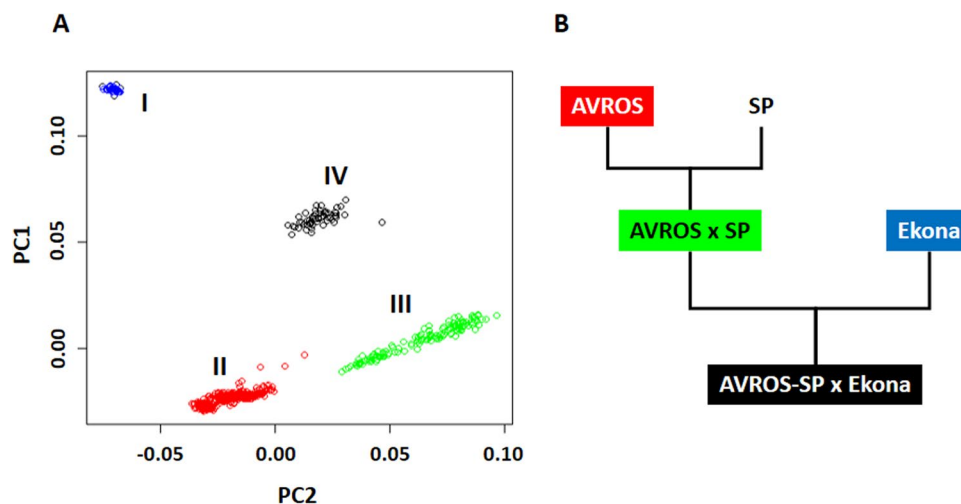 A
B
I
IV
III
II
PC1
0.10
0.05
0.00
-0.05
0.00
0.05
0.10
PC2
AVROS
SP
AVROS x SP
Ekona
AVROS-SP x Ekona